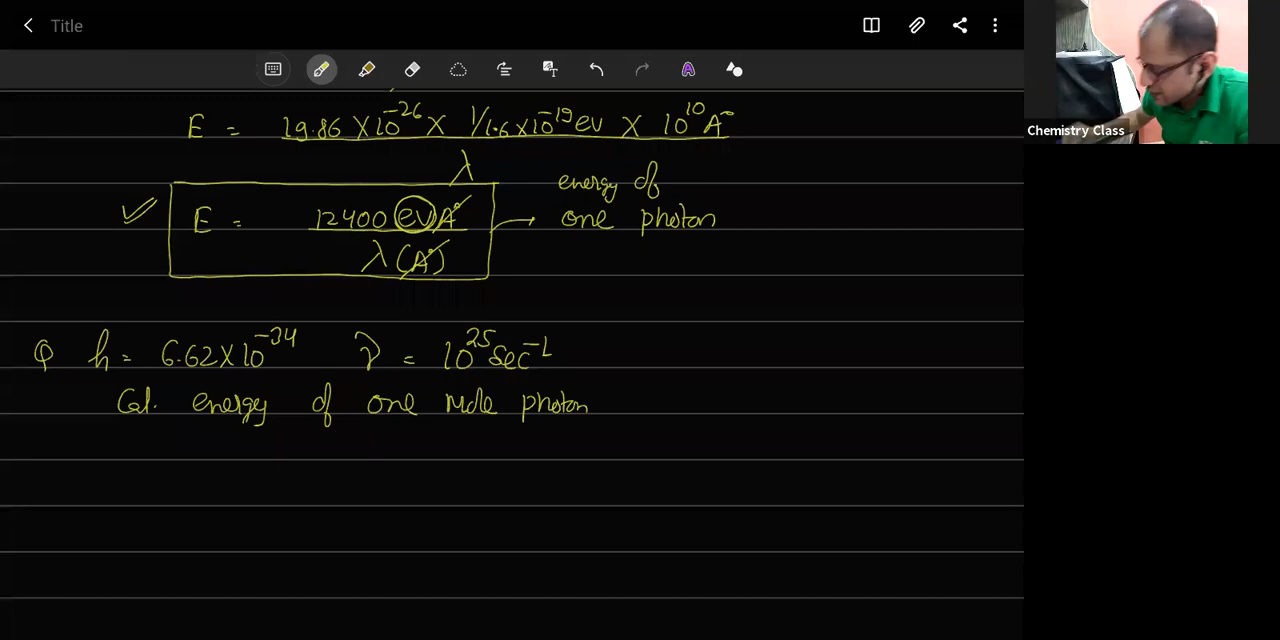 Title
E = 19.86 X 10⁻²⁶ X 1/1.6 x 10⁻¹⁹ ev X 10¹⁰ A°
λ
energy of
E = 12400 ev A° one photon
λ (A°)
Q h = 6.62 X 10⁻³⁴ ν = 10²⁵ Sec⁻¹
Cal. energy of one mole photon
Chemistry Class